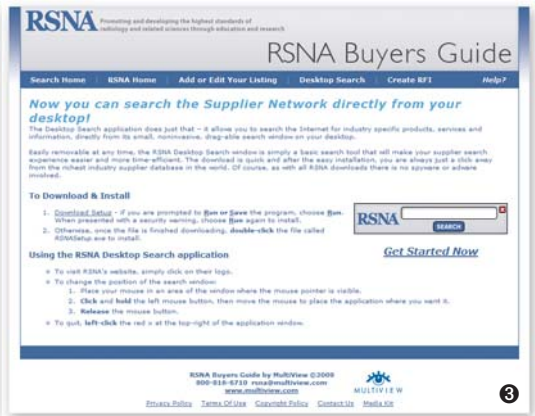 RSNA Promoting and developing the highest standards of
radiology and related sciences through education and research
RSNA Buyers Guide
Search Home | RSNA Home | Add or Edit Your Listing | Desktop Search | Create RFI Help?
Now you can search the Supplier Network directly from your
desktop!
The Desktop Search application does just that – it allows you to search the Internet for industry specific products, services and
information, directly from its small, noninvasive, drag-able search window on your desktop.
Easily removable at any time, the RSNA Desktop Search window is simply a basic search tool that will make your supplier search
experience easier and more time-efficient. The download is quick and after the easy installation, you are always just a click away
from the richest industry supplier database in the world. Of course, as with all RSNA downloads there is no spyware or adware
involved.
To Download & Install
1. Download Setup - if you are prompted to Run or Save the program, choose Run.
When presented with a security warning, choose Run again to install.
2. Otherwise, once the file is finished downloading, double-click the file called
RSNASetup.exe to install.
RSNA
SEARCH
Get Started Now
Using the RSNA Desktop Search application
To visit RSNA's website, simply click on their logo.
To change the position of the search window:
1. Place your mouse in an area of the window where the mouse pointer is visible.
2. Click and hold the left mouse button, then move the mouse to place the application where you want it.
3. Release the mouse button.
To quit, left-click the red x at the top-right of the application window.
RSNA Buyers Guide by MultiView ©2008
800-816-6710 rsna@multiview.com
www.multiview.com
MULTIVIEW
Privacy Policy Terms Of Use Copyright Policy Contact Us Media Kit
3